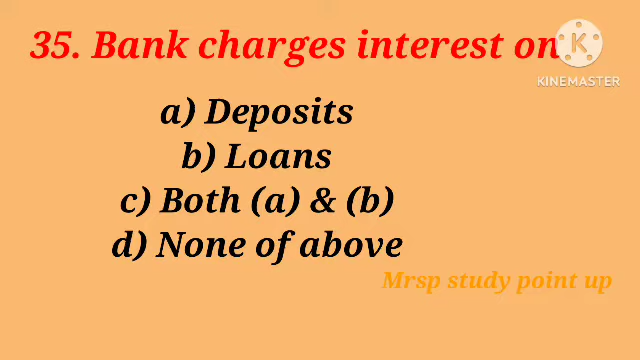 35. Bank charges interest on
K
KINEMASTER
a) Deposits
b) Loans
c) Both (a) & (b)
d) None of above
Mrsp study point up